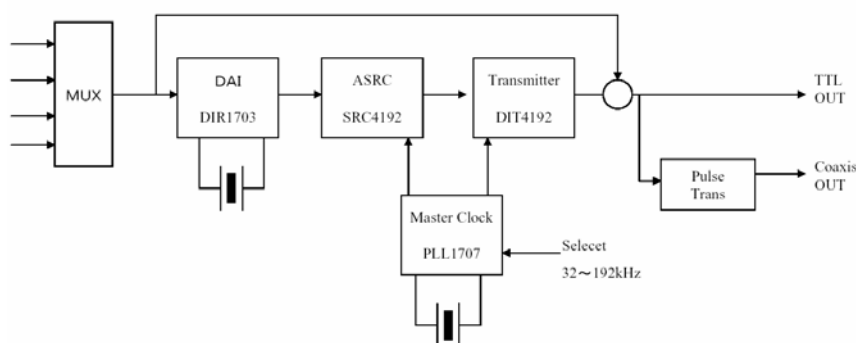 MUX
DAI
DIR1703
ASRC
SRC4192
Transmitter
DIT4192
TTL
OUT
Pulse
Trans
Coaxis
OUT
Master Clock
PLL1707
Selecet
32～192kHz